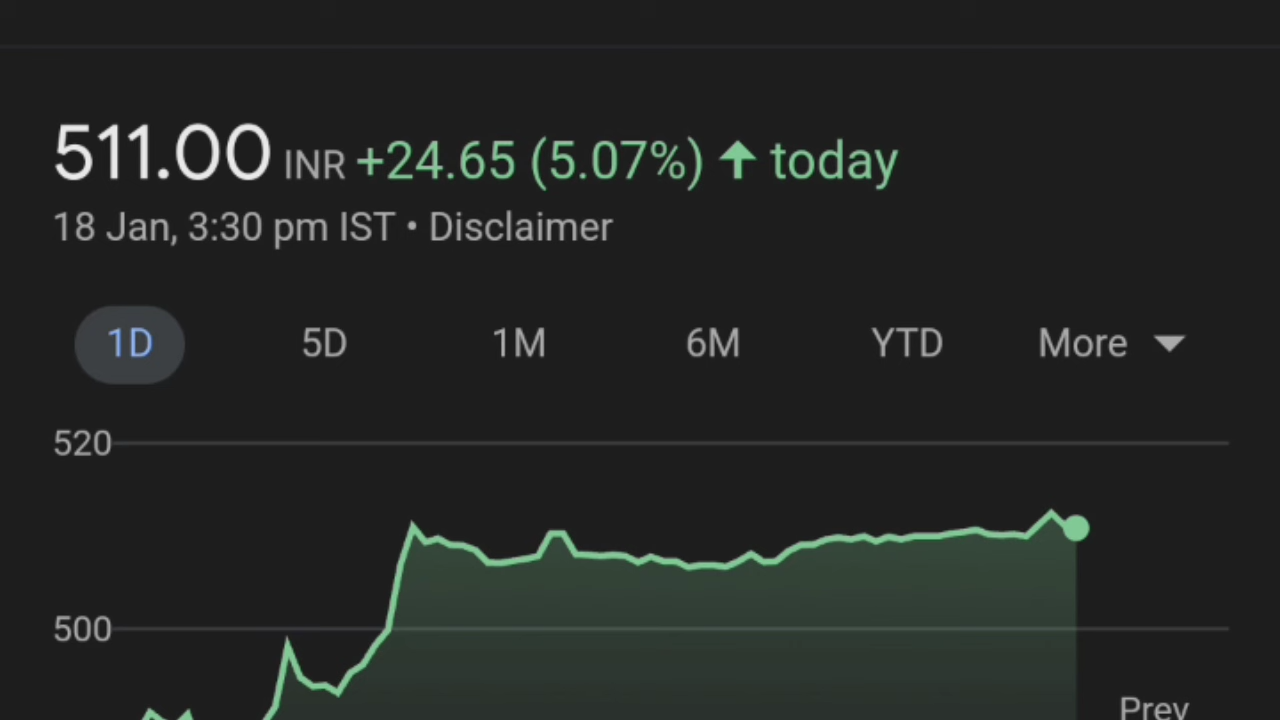 511.00 INR +24.65 (5.07%) ↑ today
18 Jan, 3:30 pm IST • Disclaimer
1D 5D 1M 6M YTD More
520
500
Prev